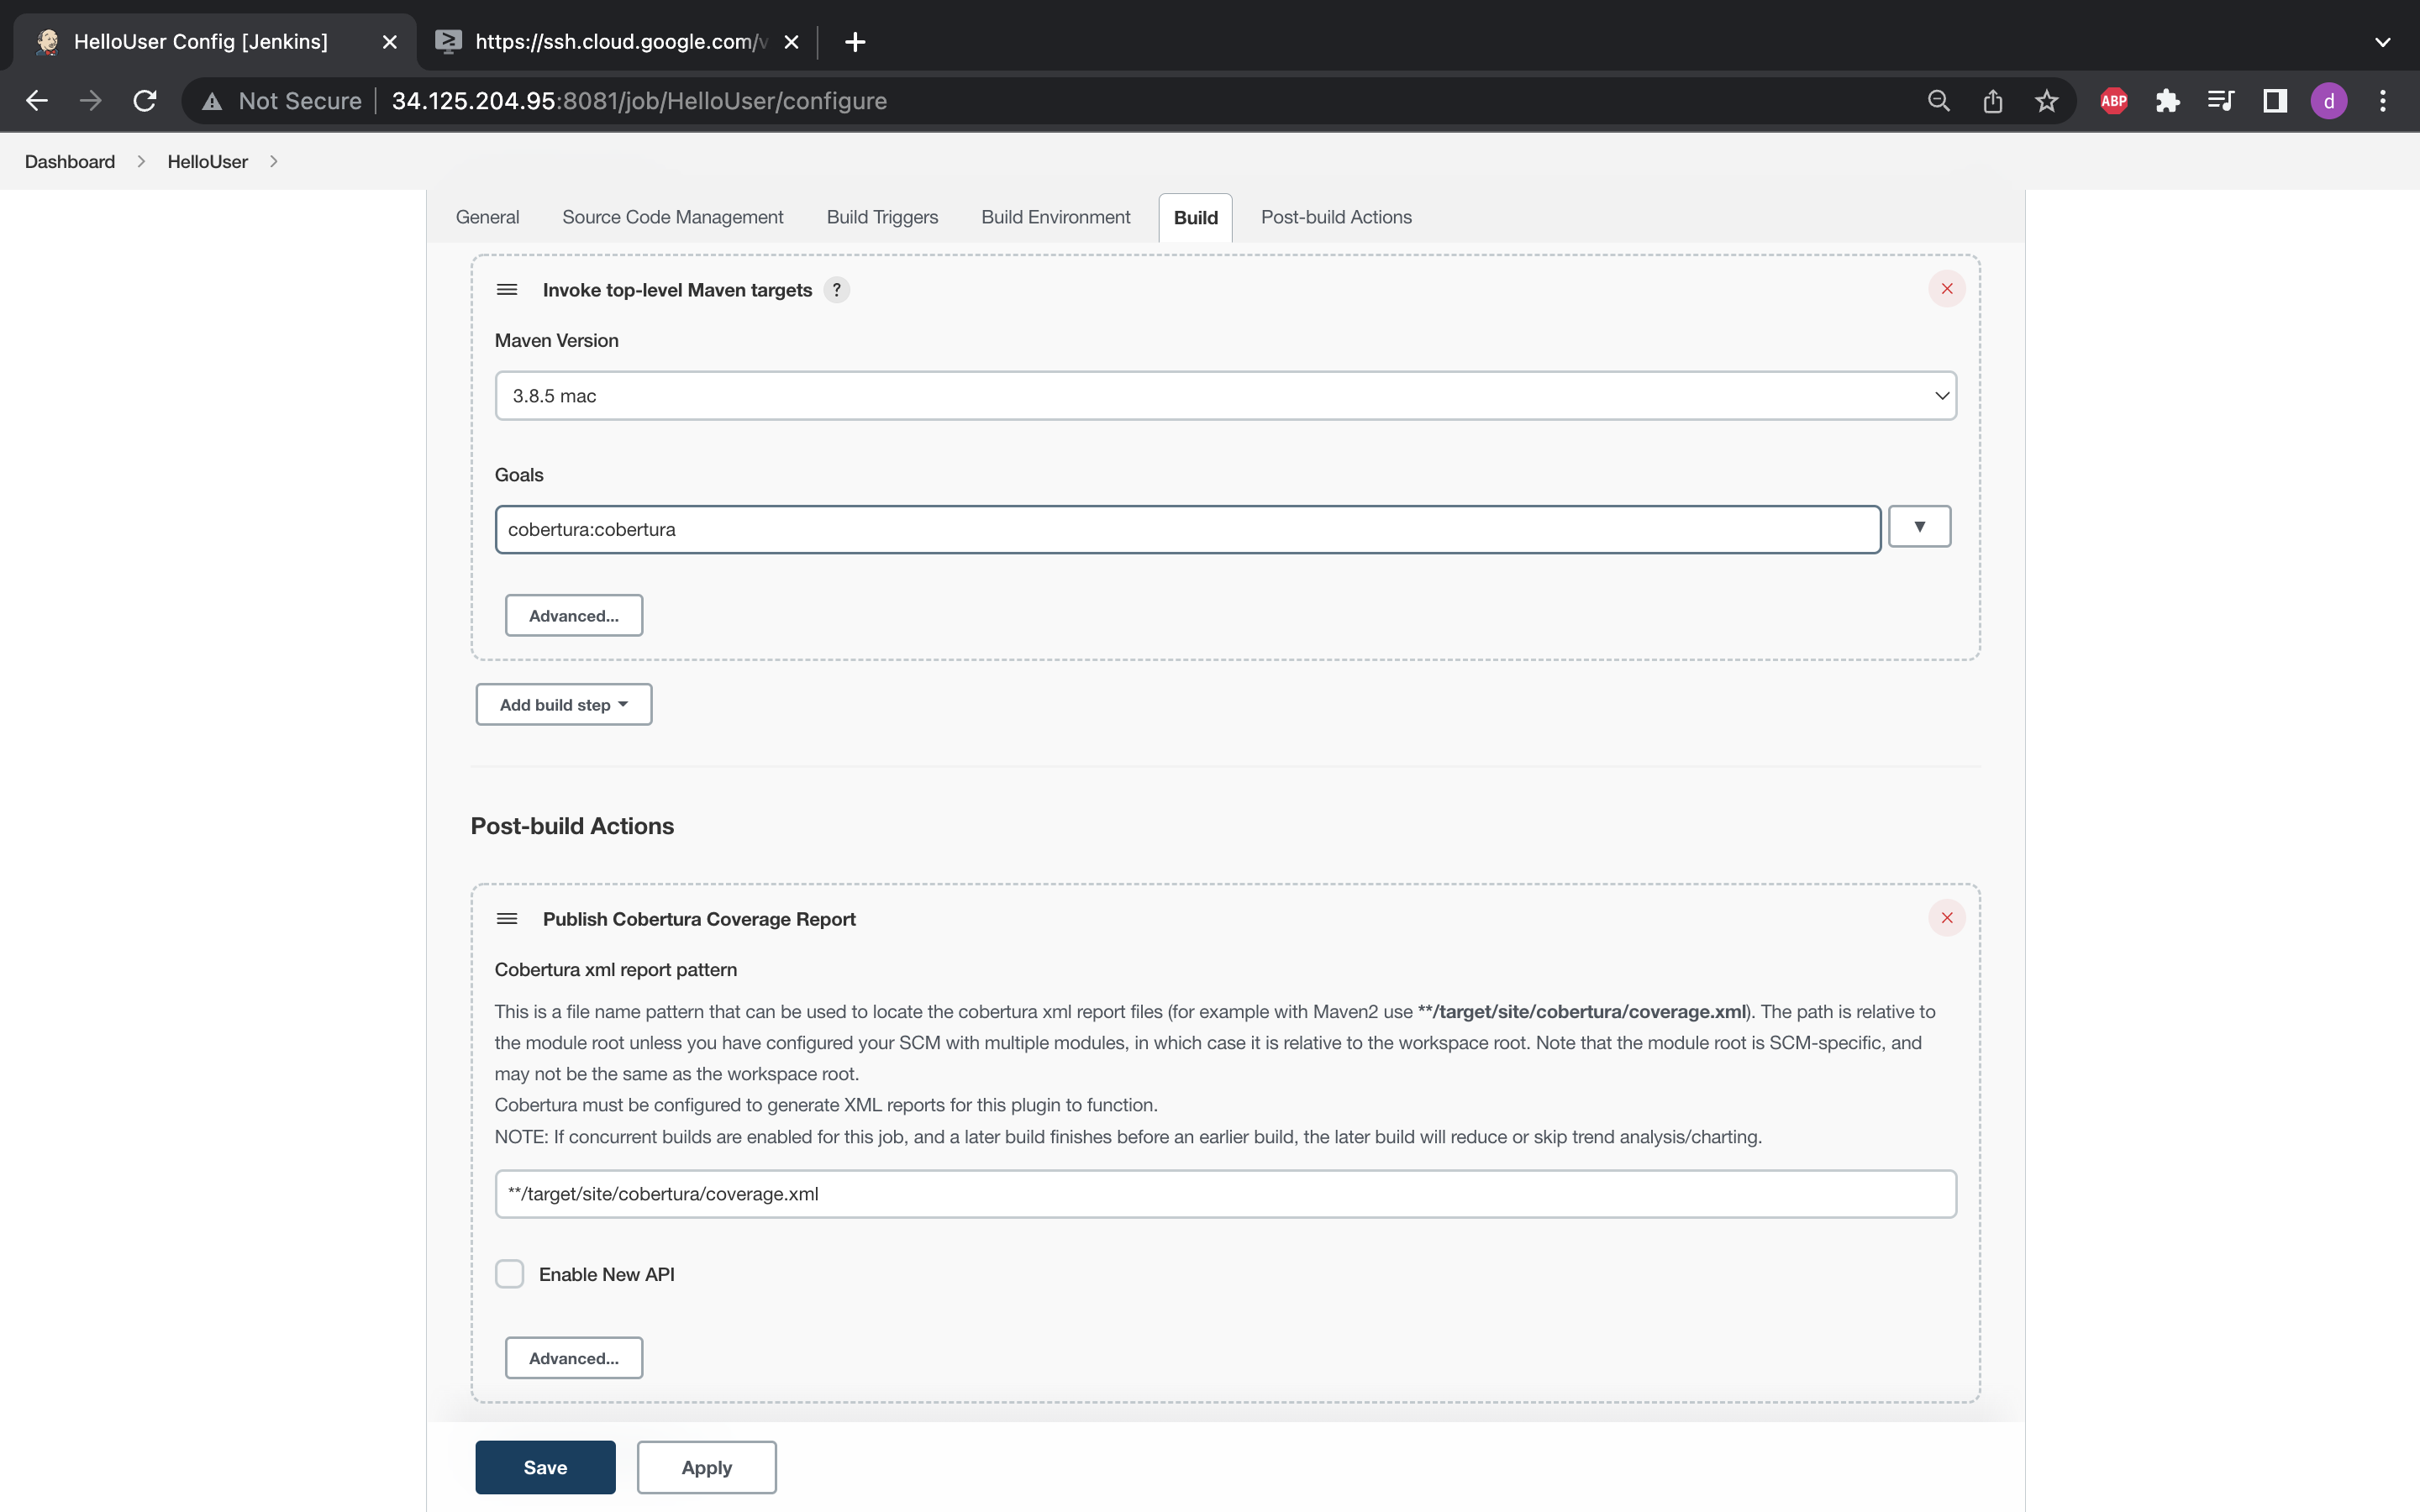 HelloUser Config [Jenkins]
https://ssh.cloud.google.com/v
Not Secure
34.125.204.95:8081/job/HelloUser/configure
ABP
d
Dashboard
HelloUser
General
Source Code Management
Build Triggers
Build Environment
Build
Post-build Actions
Invoke top-level Maven targets ?
Maven Version
3.8.5 mac
Goals
cobertura:cobertura
Advanced...
Add build step
Post-build Actions
Publish Cobertura Coverage Report
Cobertura xml report pattern
This is a file name pattern that can be used to locate the cobertura xml report files (for example with Maven2 use **/target/site/cobertura/coverage.xml). The path is relative to
the module root unless you have configured your SCM with multiple modules, in which case it is relative to the workspace root. Note that the module root is SCM-specific, and
may not be the same as the workspace root.
Cobertura must be configured to generate XML reports for this plugin to function.
NOTE: If concurrent builds are enabled for this job, and a later build finishes before an earlier build, the later build will reduce or skip trend analysis/charting.
**/target/site/cobertura/coverage.xml
Enable New API
Advanced...
Save
Apply